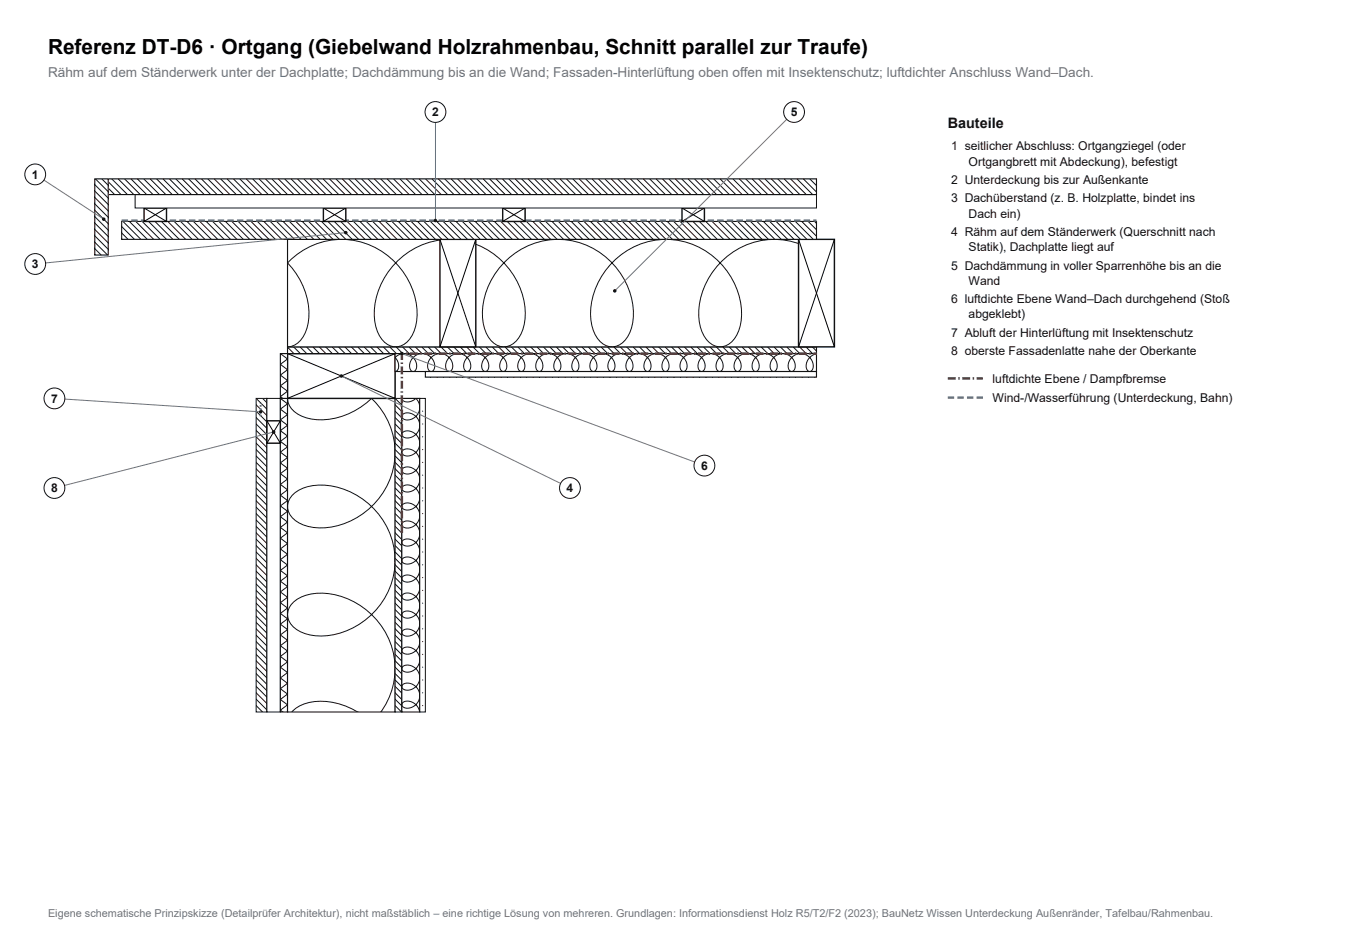 Referenz DT-D6 · Ortgang (Giebelwand Holzrahmenbau, Schnitt parallel zur Traufe)
Rähm auf dem Ständerwerk unter der Dachplatte; Dachdämmung bis an die Wand; Fassaden-Hinterlüftung oben offen mit Insektenschutz; luftdichter Anschluss Wand–Dach.
2
5
1
3
7
8
6
4
Bauteile
1 seitlicher Abschluss: Ortgangziegel (oder
Ortgangbrett mit Abdeckung), befestigt
2 Unterdeckung bis zur Außenkante
3 Dachüberstand (z. B. Holzplatte, bindet ins
Dach ein)
4 Rähm auf dem Ständerwerk (Querschnitt nach
Statik), Dachplatte liegt auf
5 Dachdämmung in voller Sparrenhöhe bis an die
Wand
6 luftdichte Ebene Wand–Dach durchgehend (Stoß
abgeklebt)
7 Abluft der Hinterlüftung mit Insektenschutz
8 oberste Fassadenlatte nahe der Oberkante
luftdichte Ebene / Dampfbremse
Wind-/Wasserführung (Unterdeckung, Bahn)
Eigene schematische Prinzipskizze (Detailprüfer Architektur), nicht maßstäblich – eine richtige Lösung von mehreren. Grundlagen: Informationsdienst Holz R5/T2/F2 (2023); BauNetz Wissen Unterdeckung Außenränder, Tafelbau/Rahmenbau.